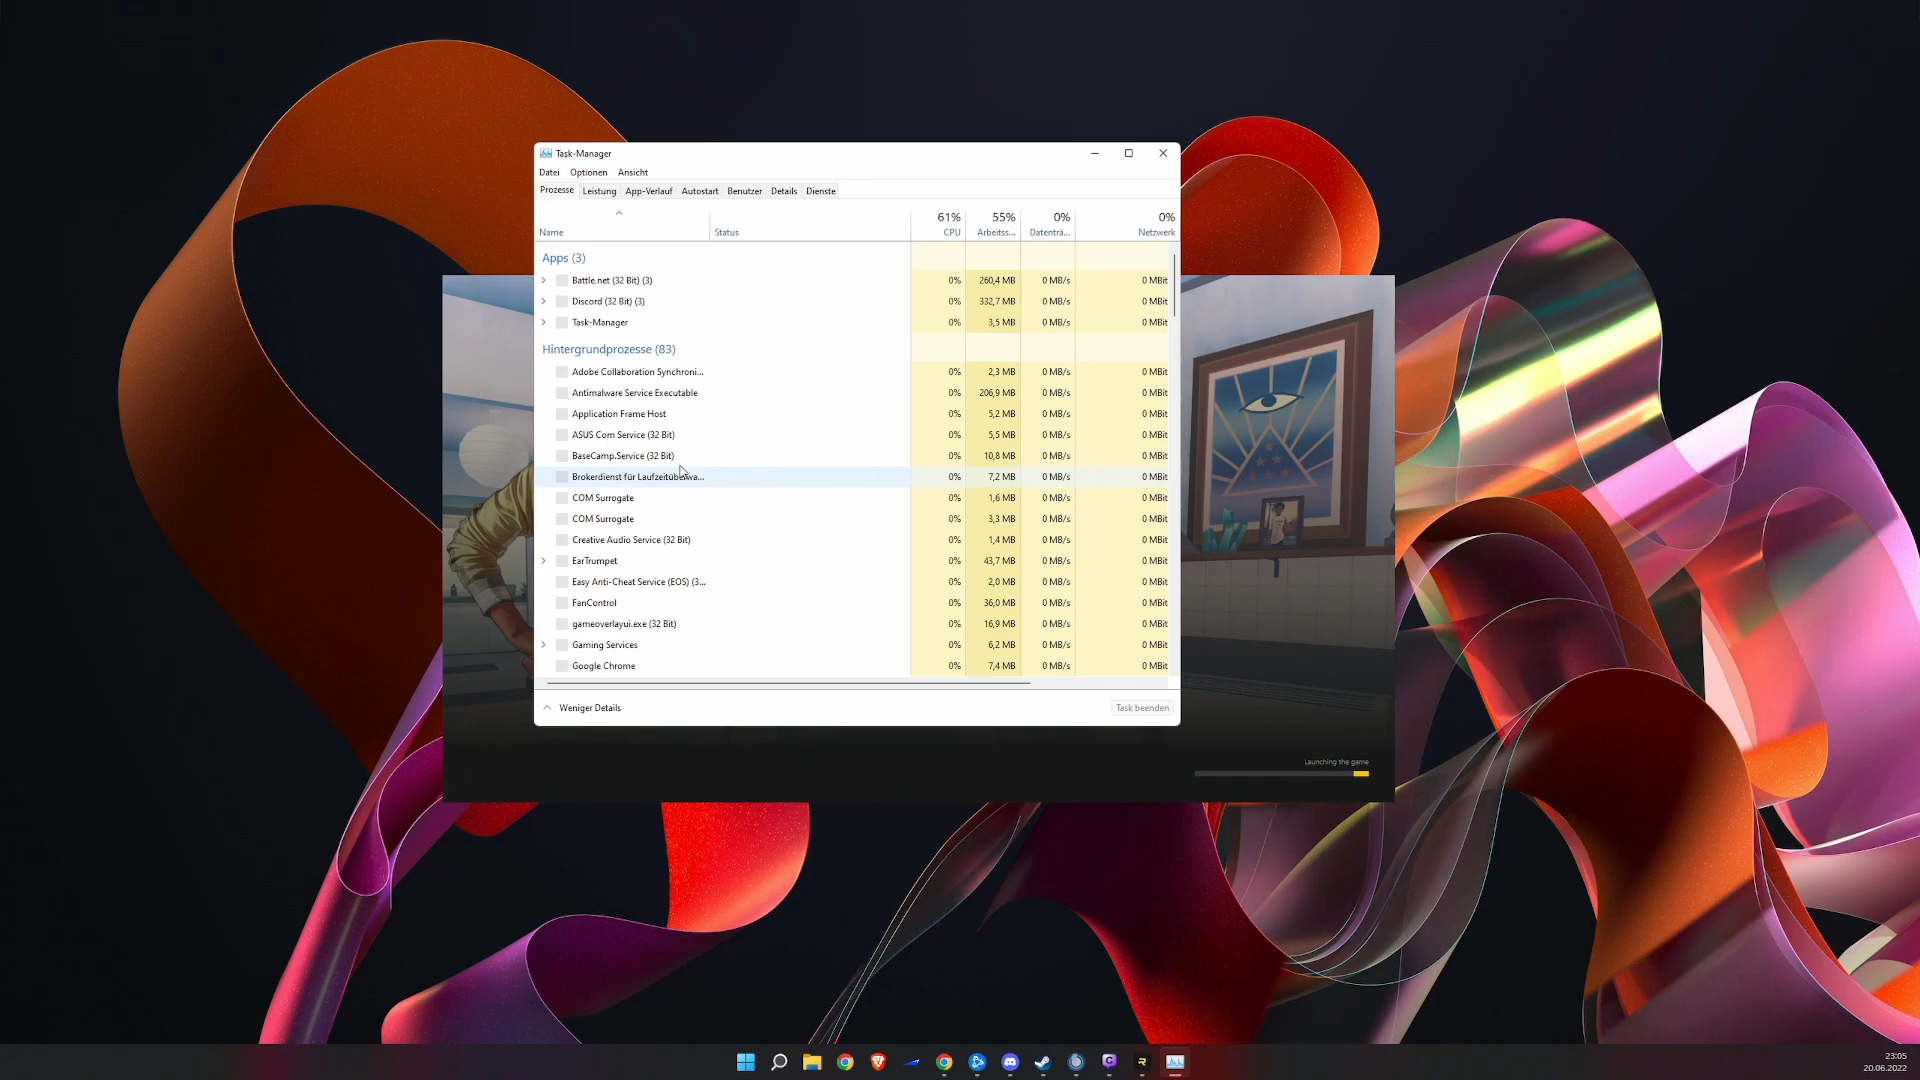 Task-Manager
Datei Optionen Ansicht
Prozesse Leistung App-Verlauf Autostart Benutzer Details Dienste
61% 55% 0% 0%
Name Status CPU Arbeitss... Datenträ... Netzwerk
Apps (3)
Battle.net (32 Bit) (3) 0% 260,4 MB 0 MB/s 0 MBit
Discord (32 Bit) (3) 0% 332,7 MB 0 MB/s 0 MBit
Task-Manager 0% 3,5 MB 0 MB/s 0 MBit
Hintergrundprozesse (83)
Adobe Collaboration Synchroni... 0% 2,3 MB 0 MB/s 0 MBit
Antimalware Service Executable 0% 206,9 MB 0 MB/s 0 MBit
Application Frame Host 0% 5,2 MB 0 MB/s 0 MBit
ASUS Com Service (32 Bit) 0% 5,5 MB 0 MB/s 0 MBit
BaseCamp.Service (32 Bit) 0% 10,8 MB 0 MB/s 0 MBit
Brokerdienst für Laufzeitüberwa... 0% 7,2 MB 0 MB/s 0 MBit
COM Surrogate 0% 1,6 MB 0 MB/s 0 MBit
COM Surrogate 0% 3,3 MB 0 MB/s 0 MBit
Creative Audio Service (32 Bit) 0% 1,4 MB 0 MB/s 0 MBit
EarTrumpet 0% 43,7 MB 0 MB/s 0 MBit
Easy Anti-Cheat Service (EOS) (3... 0% 2,0 MB 0 MB/s 0 MBit
FanControl 0% 36,0 MB 0 MB/s 0 MBit
gameoverlayui.exe (32 Bit) 0% 16,9 MB 0 MB/s 0 MBit
Gaming Services 0% 6,2 MB 0 MB/s 0 MBit
Google Chrome 0% 7,4 MB 0 MB/s 0 MBit
Weniger Details Task beenden
Launching the game
23:05
20.06.2022